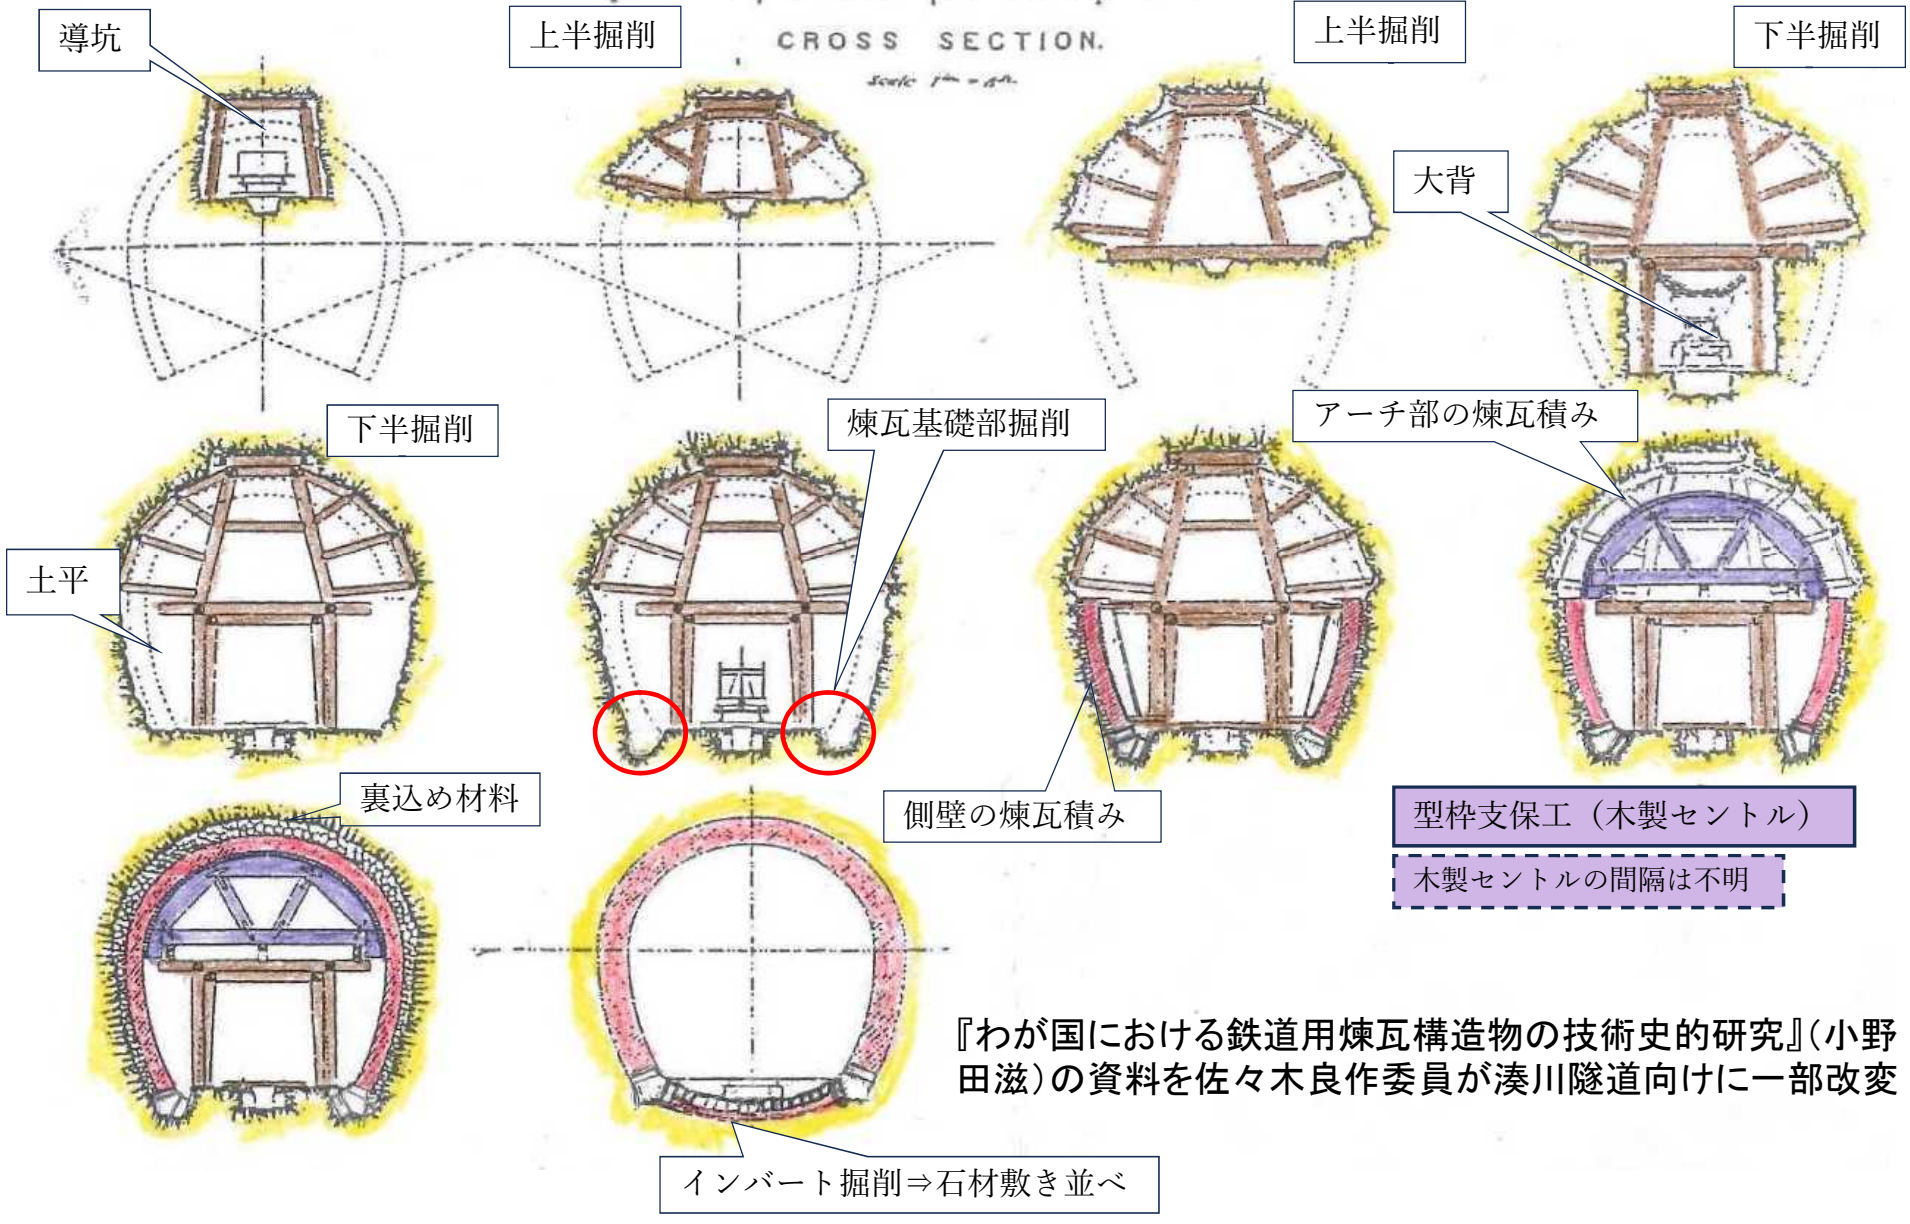 導坑
上半掘削
CROSS SECTION.
上半掘削
下半掘削
大背
下半掘削
煉瓦基礎部掘削
アーチ部の煉瓦積み
土平
裏込め材料
側壁の煉瓦積み
型枠支保工（木製セントル）
木製セントルの間隔は不明
『わが国における鉄道用煉瓦構造物の技術史的研究』（小野
田滋）の資料を佐々木良作委員が湊川隧道向けに一部改変
インバート掘削⇒石材敷き並べ